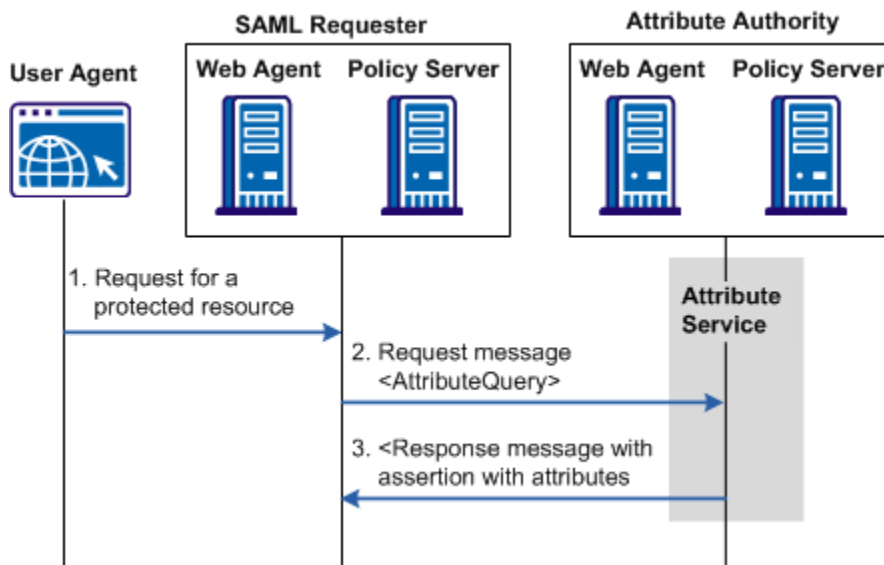 SAML Requester
Attribute Authority
User Agent
Web Agent
Policy Server
Web Agent
Policy Server
1. Request for a
protected resource
Attribute
Service
2. Request message
<AttributeQuery>
3. <Response message with
assertion with attributes